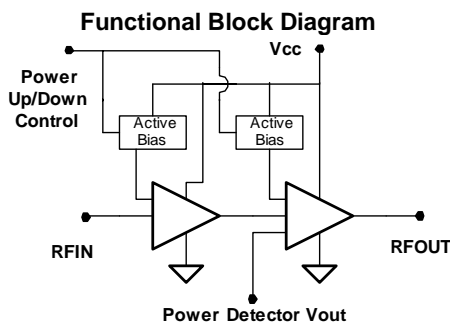 Functional Block Diagram
Vcc
Power
Up/Down
Control
Active
Bias
Active
Bias
RFIN
RFOUT
Power Detector Vout